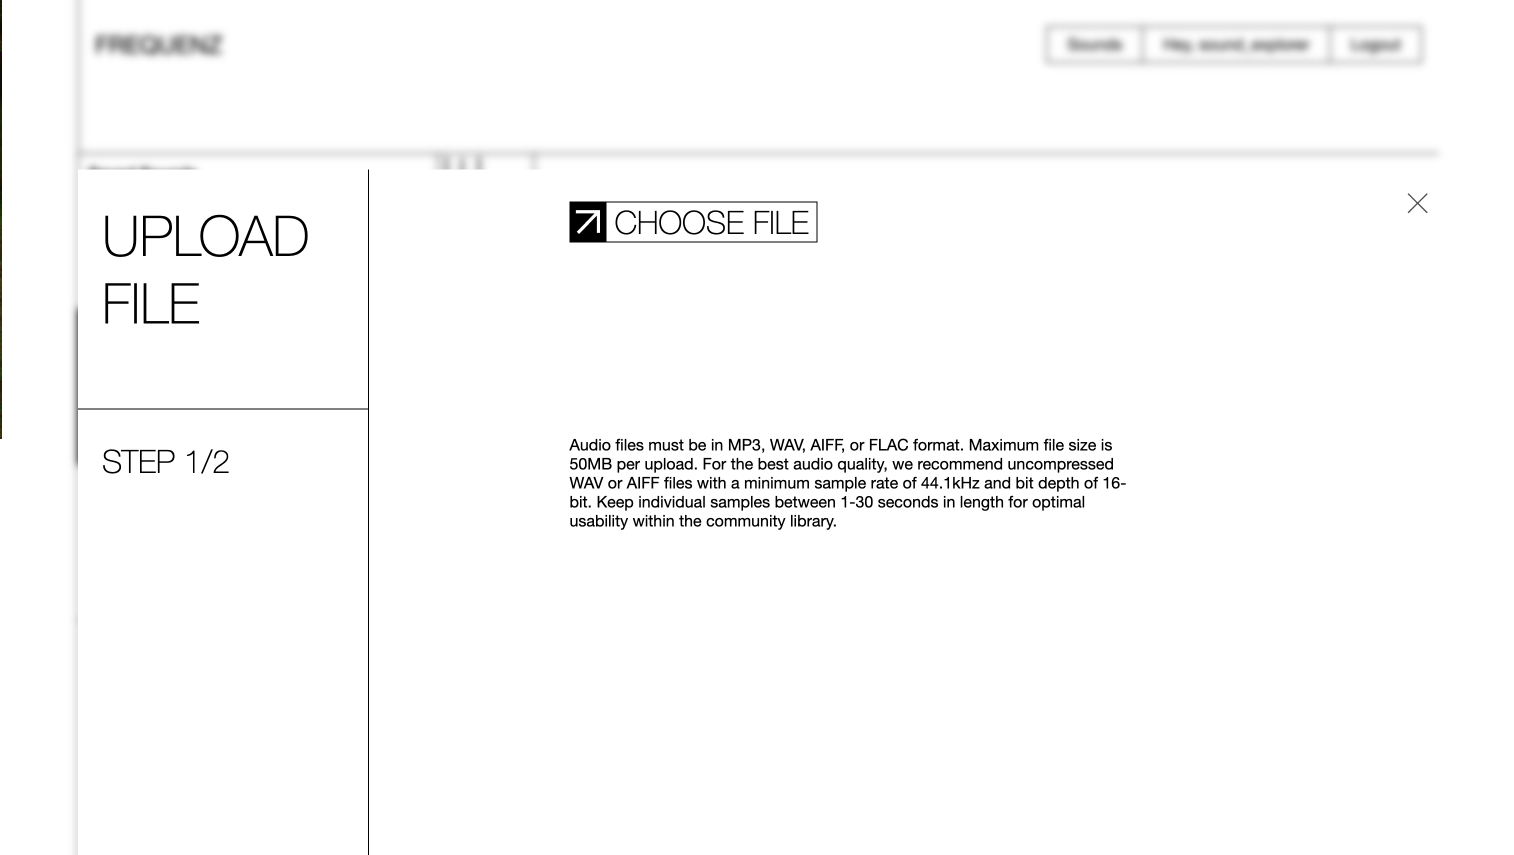 FREQUENZ
Sounds
Hey, sound_explorer
Logout
UPLOAD
FILE
CHOOSE FILE
STEP 1/2
Audio files must be in MP3, WAV, AIFF, or FLAC format. Maximum file size is
50MB per upload. For the best audio quality, we recommend uncompressed
WAV or AIFF files with a minimum sample rate of 44.1kHz and bit depth of 16-
bit. Keep individual samples between 1-30 seconds in length for optimal
usability within the community library.